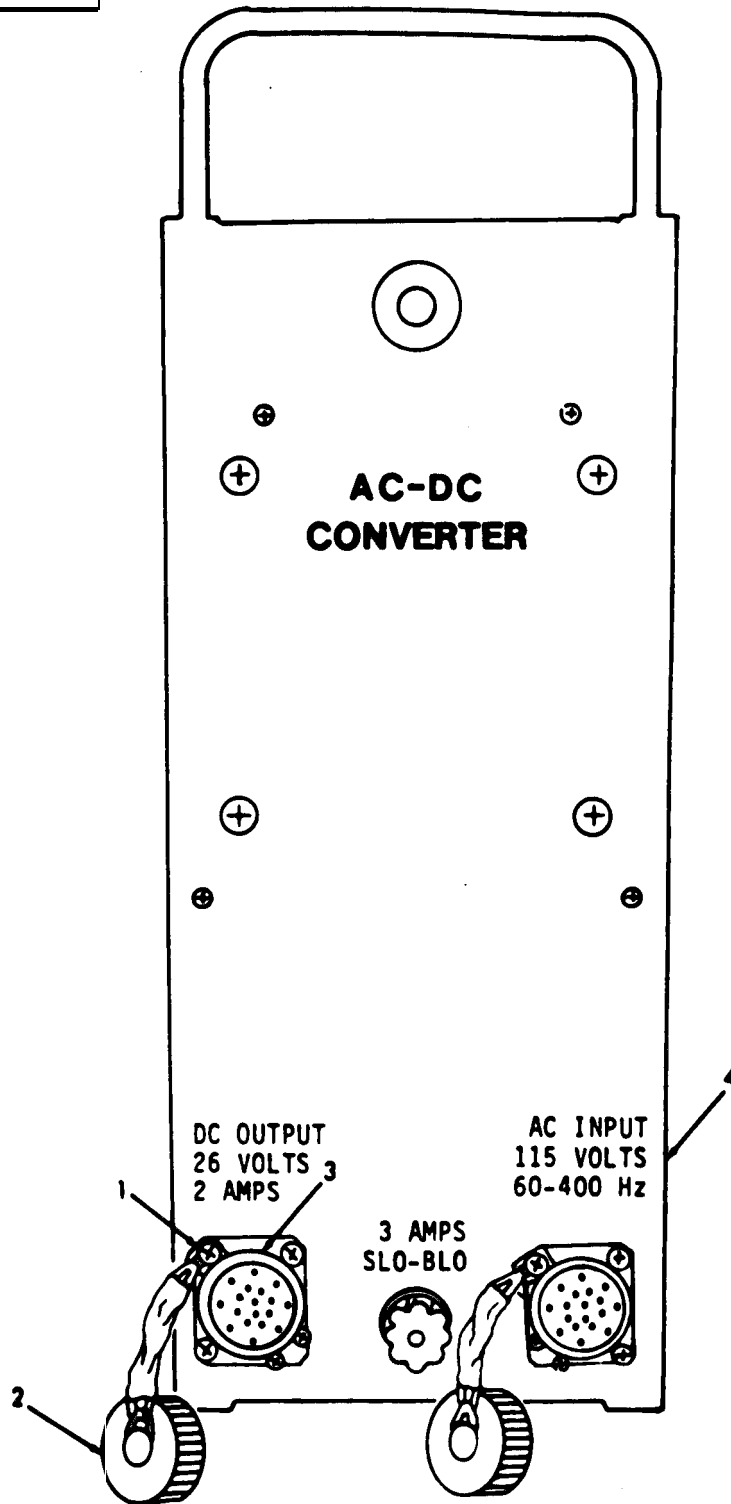 AC-DC
CONVERTER
DC OUTPUT
26 VOLTS
2 AMPS
AC INPUT
115 VOLTS
60-400 Hz
3 AMPS
SLO-BLO
1
3
2